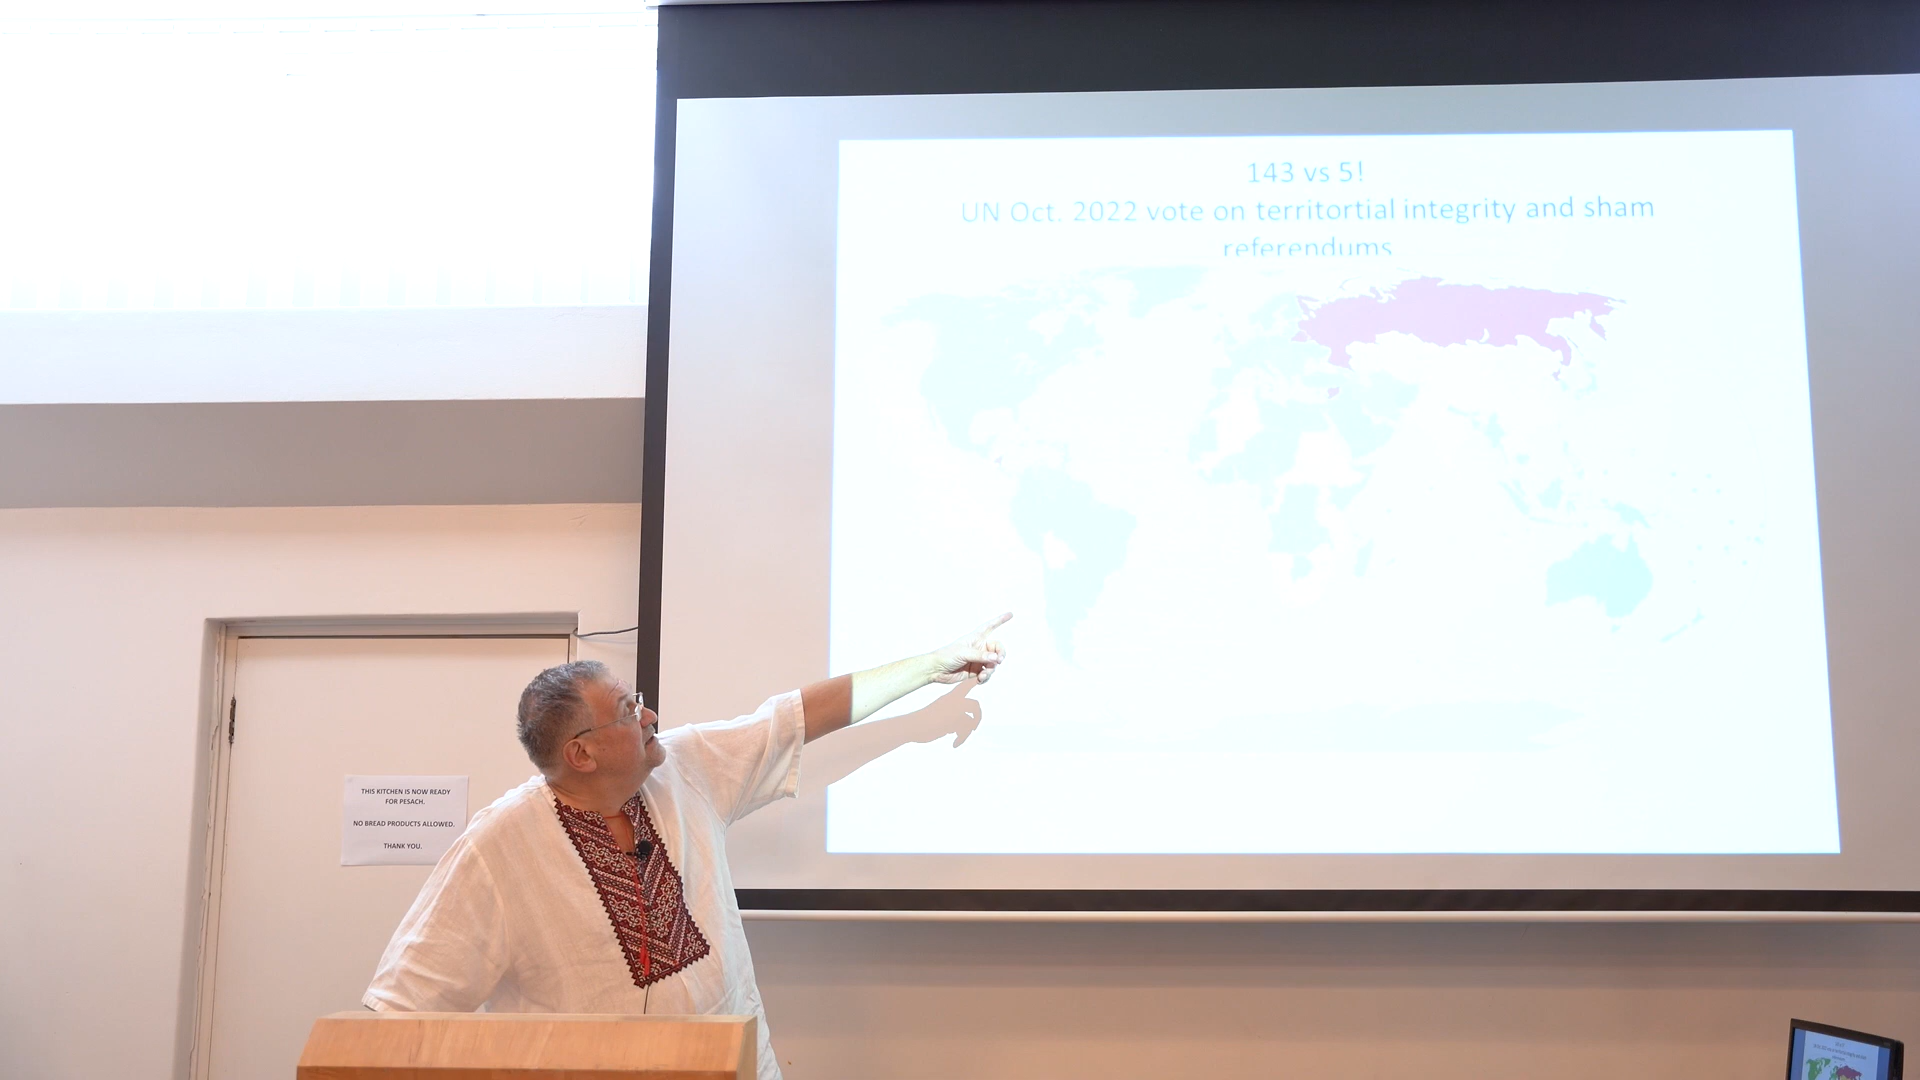 143 vs 5!
UN Oct. 2022 vote on territortial integrity and sham
referendums
THIS KITCHEN IS NOW READY
FOR PESACH.
NO BREAD PRODUCTS ALLOWED.
THANK YOU.